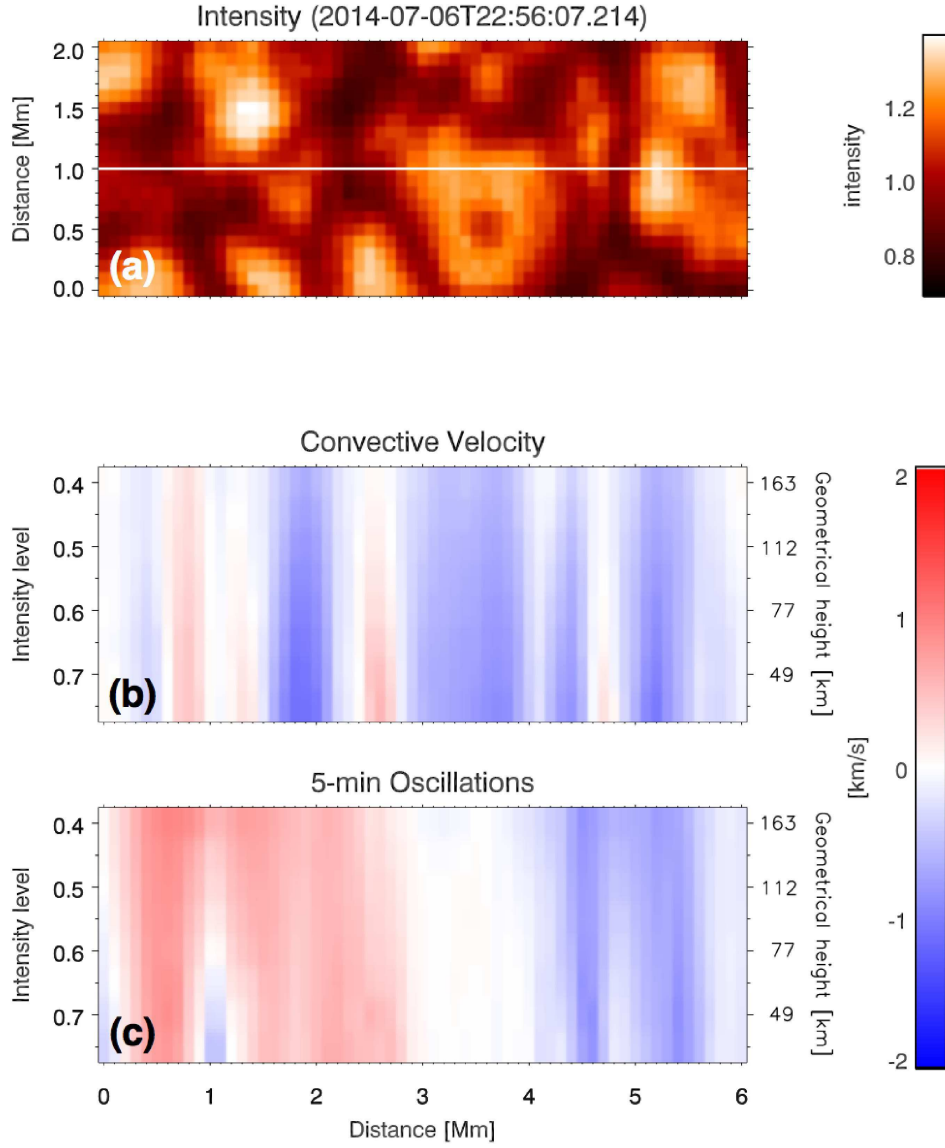 Intensity (2014-07-06T22:56:07.214)
Distance [Mm]
2.0
1.5
1.0
0.5
0.0
(a)
intensity
1.2
1.0
0.8
Convective Velocity
Intensity level
0.4
0.5
0.6
0.7
(b)
163
112
77
49
Geometrical height [km]
5-min Oscillations
Intensity level
0.4
0.5
0.6
0.7
(c)
163
112
77
49
Geometrical height [km]
0 1 2 3 4 5 6
Distance [Mm]
[km/s]
2
1
0
-1
-2